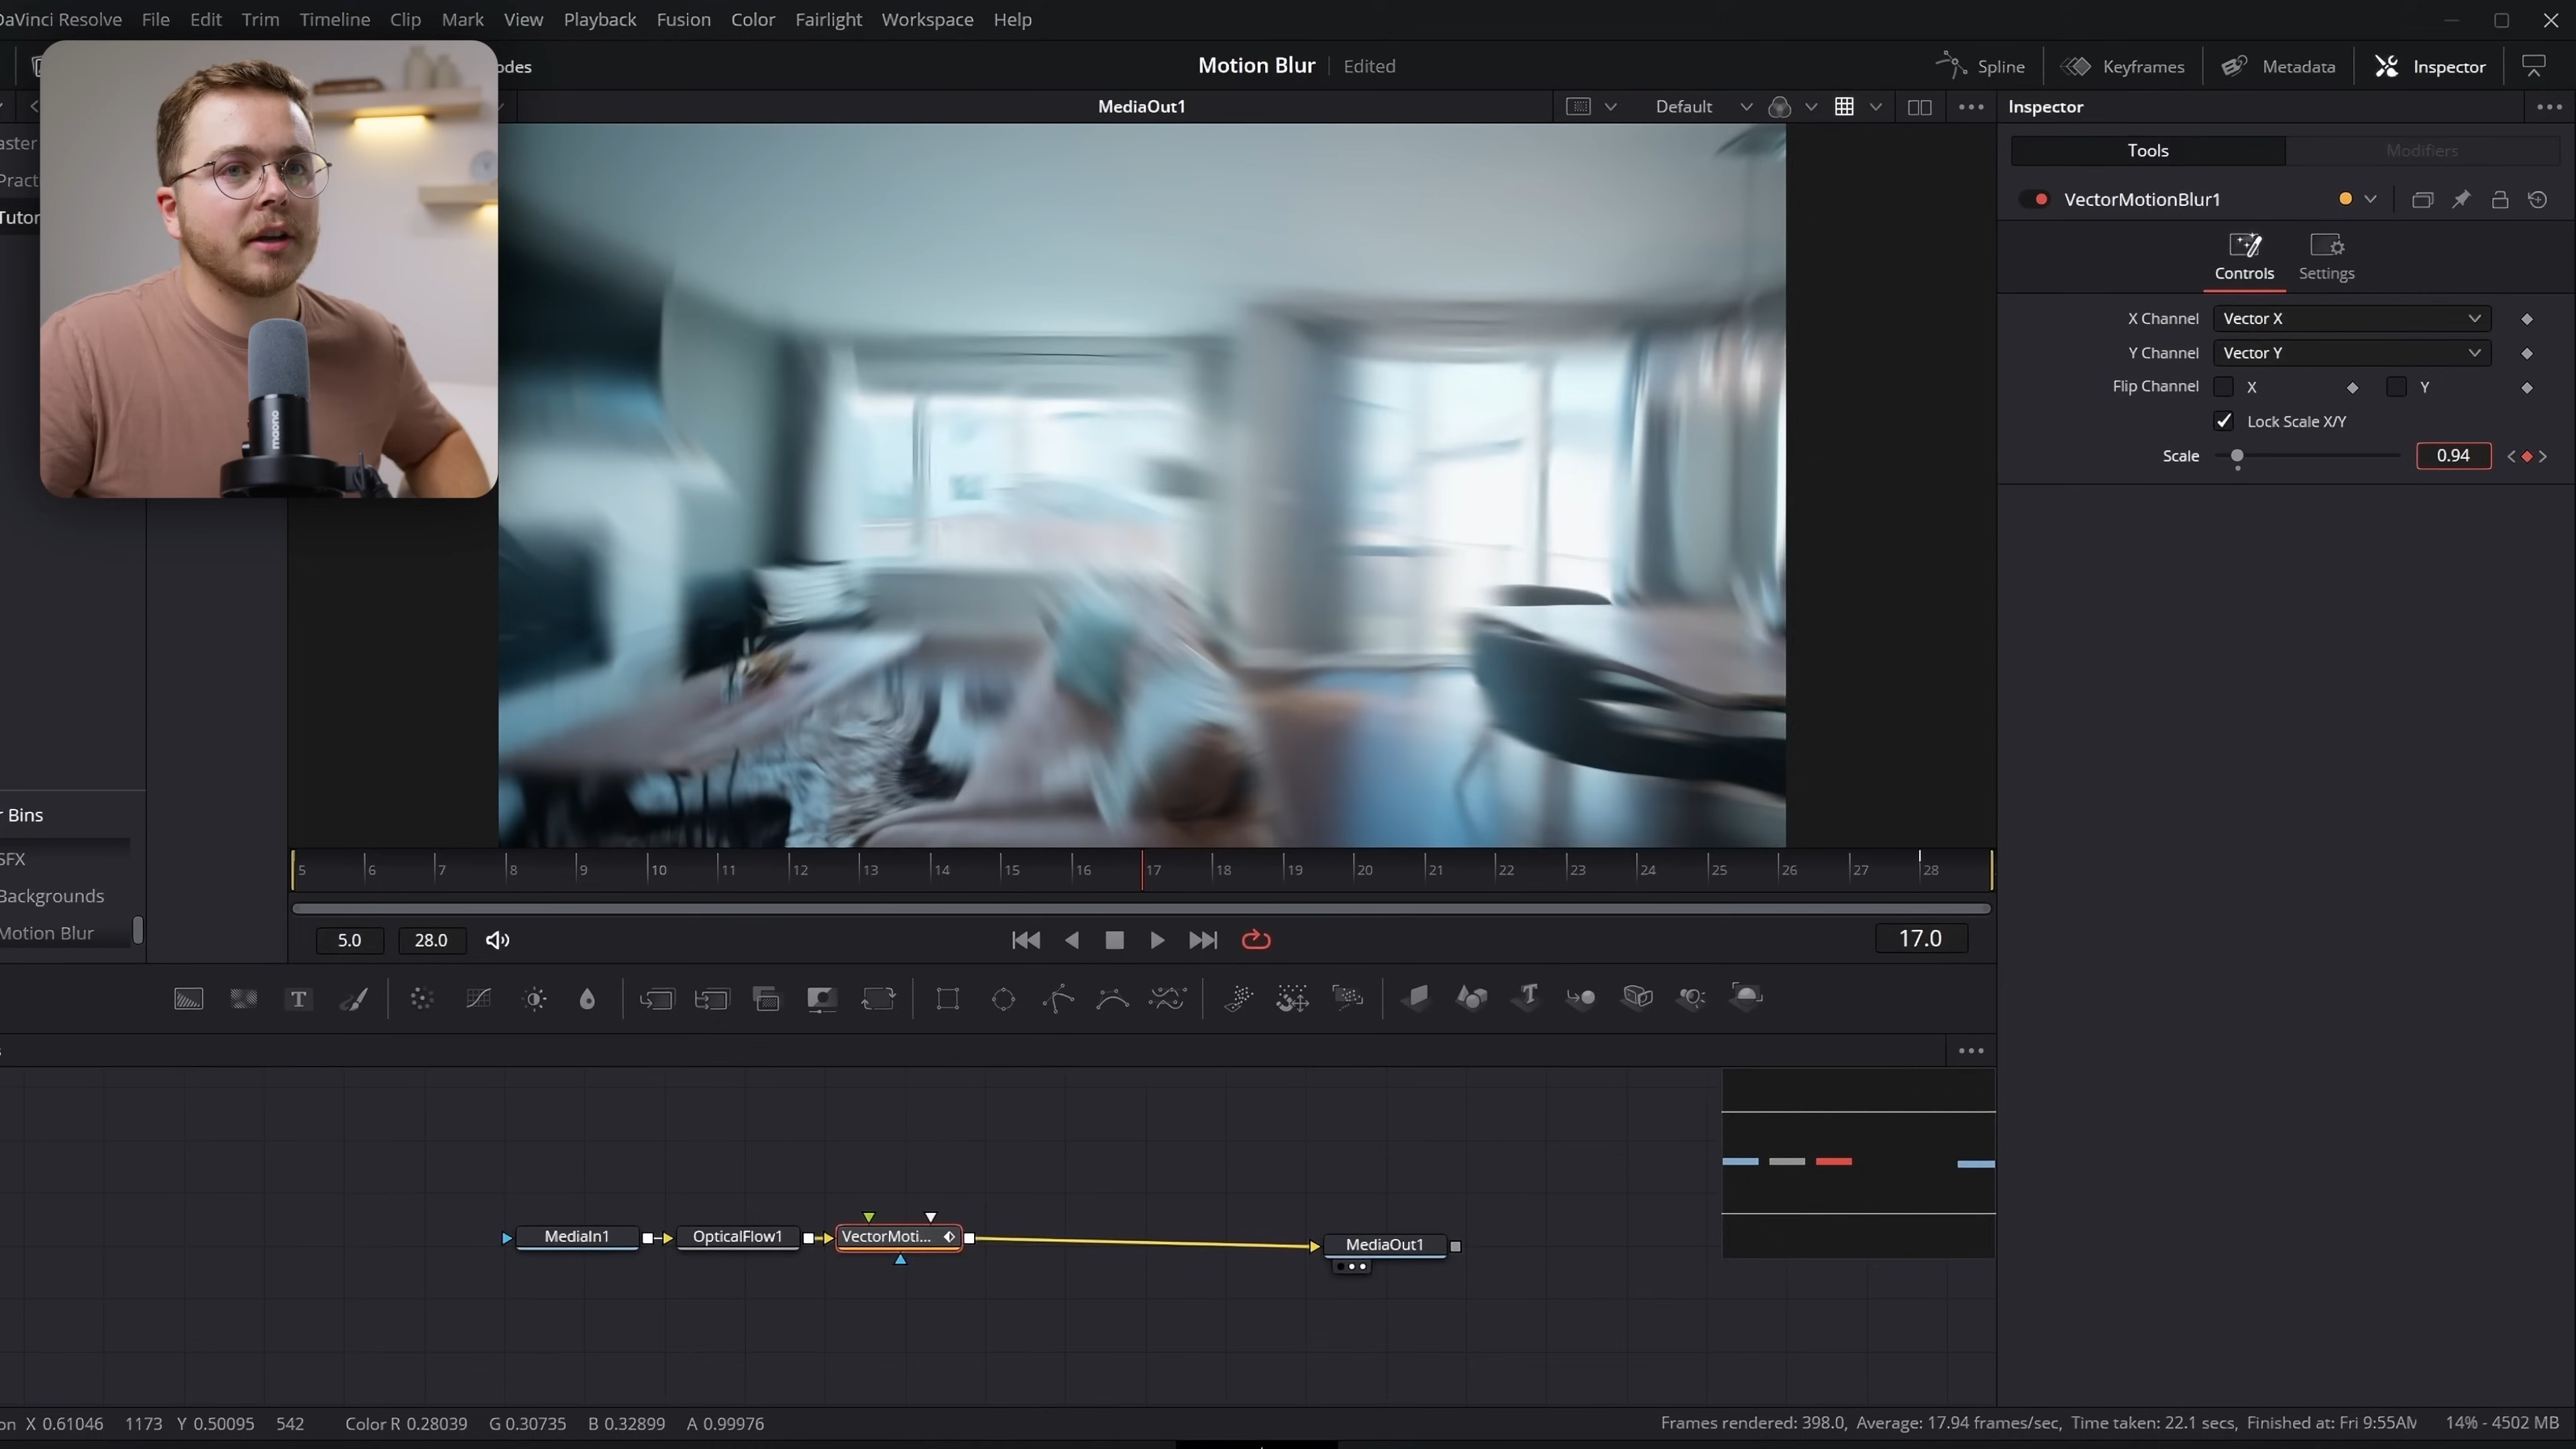 DaVinci Resolve File Edit Trim Timeline Clip Mark View Playback Fusion Color Fairlight Workspace Help
odes Motion Blur Edited Spline Keyframes Metadata Inspector
MediaOut1 Default Inspector
aster
Pract
Tutor
Tools Modifiers
VectorMotionBlur1
Controls Settings
X Channel Vector X
Y Channel Vector Y
Flip Channel X Y
Lock Scale X/Y
Scale 0.94
maono
r Bins
SFX
Backgrounds
Motion Blur
5 6 7 8 9 10 11 12 13 14 15 16 17 18 19 20 21 22 23 24 25 26 27 28
5.0 28.0 17.0
T T
s
MediaIn1 OpticalFlow1 VectorMoti... MediaOut1
on X 0.61046 1173 Y 0.50095 542 Color R 0.28039 G 0.30735 B 0.32899 A 0.99976
Frames rendered: 398.0, Average: 17.94 frames/sec, Time taken: 22.1 secs, Finished at: Fri 9:55AM 14% - 4502 MB